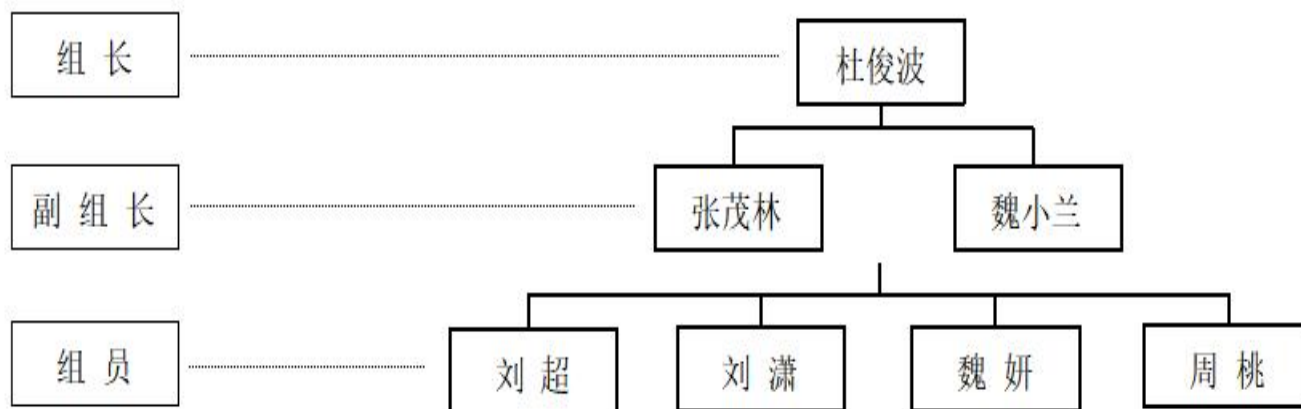 组 长
杜俊波
副 组 长
张茂林
魏小兰
组 员
刘 超
刘 潇
魏 妍
周 桃